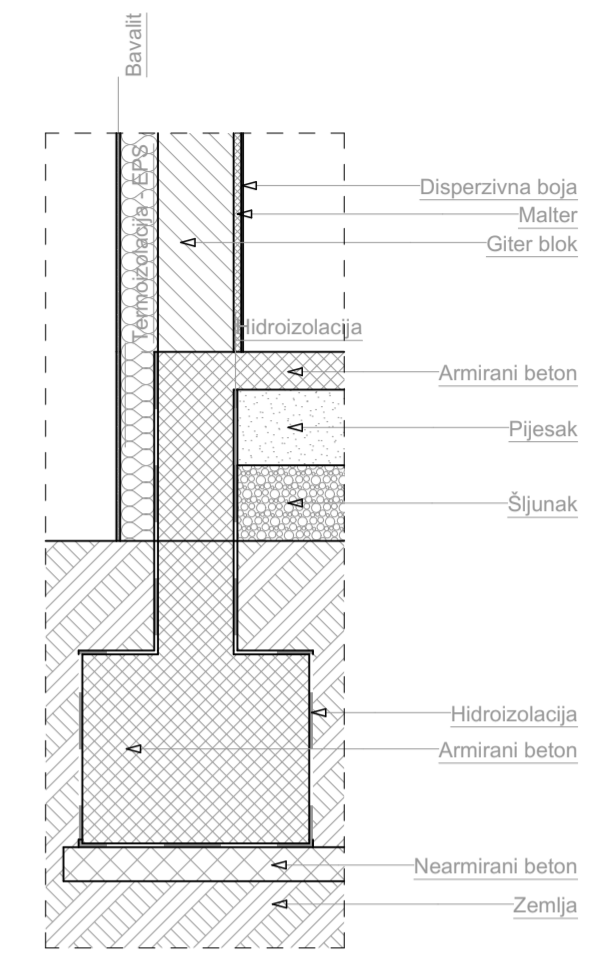 Bavalit
Termoizolacija - EPS
Disperzivna boja
Malter
Giter blok
Hidroizolacija
Armirani beton
Pijesak
Šljunak
Hidroizolacija
Armirani beton
Nearmirani beton
Zemlja